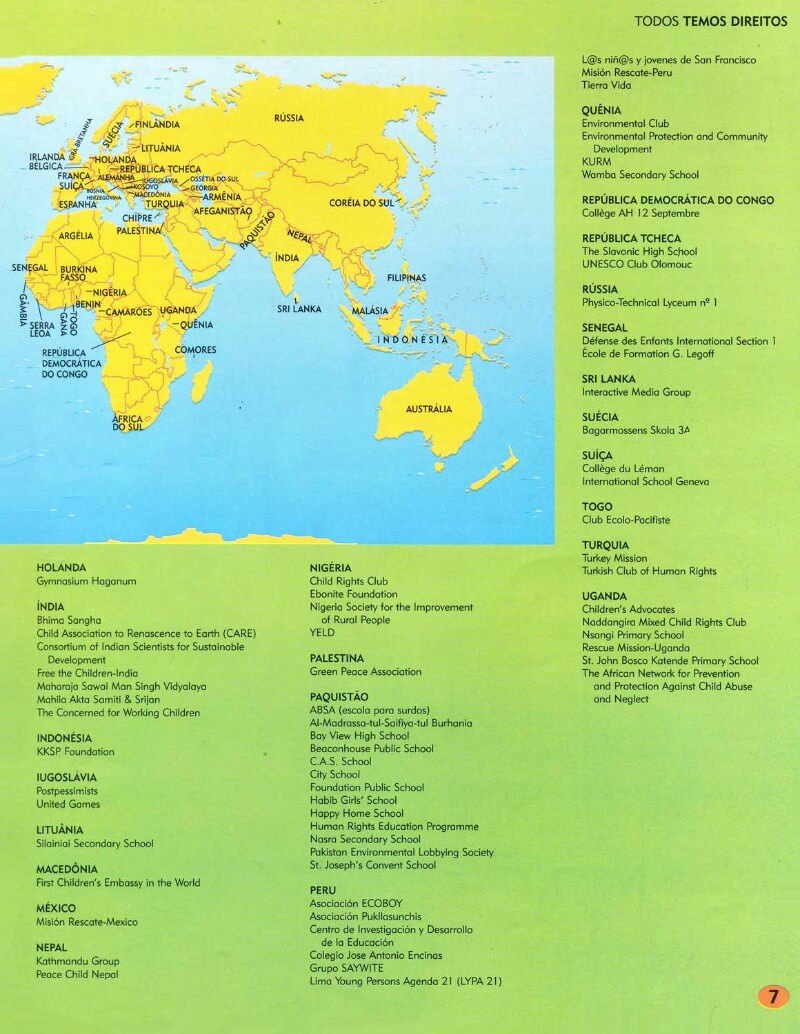 TODOS TEMOS DIREITOS
FINLÂNDIA
SUÉCIA
GRÃ-BRETANHA
RÚSSIA
LITUÂNIA
IRLANDA
HOLANDA
BÉLGICA
REPÚBLICA TCHECA
FRANÇA
ALEMANHA
IUGOSLÁVIA
OSSÉTIA DO SUL
SUÍÇA
BOSNIA-
HERZEGOVINA
KOSOVO
GEÓRGIA
MACEDÔNIA
ARMÊNIA
ESPANHA
TURQUIA
AFEGANISTÃO
CORÉIA DO SUL
CHIPRE
PALESTINA
PAQUISTÃO
NEPAL
ARGÉLIA
ÍNDIA
SENEGAL
BURKINA
FASSO
FILIPINAS
NIGÉRIA
BENIN
GÂMBIA
SERRA
LEOA
GANA
TOGO
CAMARÕES
UGANDA
QUÊNIA
SRI LANKA
MALÁSIA
INDONÉSIA
REPÚBLICA
DEMOCRÁTICA
DO CONGO
COMORES
AUSTRÁLIA
ÁFRICA
DO SUL
HOLANDA
Gymnasium Haganum
ÍNDIA
Bhima Sangha
Child Association to Renascence to Earth (CARE)
Consortium of Indian Scientists for Sustainable
Development
Free the Children-India
Maharaja Sawai Man Singh Vidyalaya
Mahila Akta Samiti & Srijan
The Concerned for Working Children
INDONÉSIA
KKSP Foundation
IUGOSLÁVIA
Postpessimists
United Games
LITUÂNIA
Silainiai Secondary School
MACEDÔNIA
First Children's Embassy in the World
MÉXICO
Misión Rescate-Mexico
NEPAL
Kathmandu Group
Peace Child Nepal
NIGÉRIA
Child Rights Club
Ebonite Foundation
Nigeria Society for the Improvement
of Rural People
YELD
PALESTINA
Green Peace Association
PAQUISTÃO
ABSA (escola para surdos)
Al-Madrassa-tul-Saifiya-tul Burhania
Bay View High School
Beaconhouse Public School
C.A.S. School
City School
Foundation Public School
Habib Girls' School
Happy Home School
Human Rights Education Programme
Nasra Secondary School
Pakistan Environmental Lobbying Society
St. Joseph's Convent School
PERU
Asociación ECOBOY
Asociación Pukllasunchis
Centro de Investigación y Desarrollo
de la Educación
Colegio Jose Antonio Encinas
Grupo SAYWITE
Lima Young Persons Agenda 21 (LYPA 21)
L@s niñ@s y jovenes de San Francisco
Misión Rescate-Peru
Tierra Vida
QUÊNIA
Environmental Club
Environmental Protection and Community
Development
KURM
Wamba Secondary School
REPÚBLICA DEMOCRÁTICA DO CONGO
Collège AH 12 Septembre
REPÚBLICA TCHECA
The Slavonic High School
UNESCO Club Olomouc
RÚSSIA
Physico-Technical Lyceum nº 1
SENEGAL
Défense des Enfants International Section 1
École de Formation G. Legoff
SRI LANKA
Interactive Media Group
SUÉCIA
Bagarmossens Skola 3A
SUÍÇA
Collège du Léman
International School Geneva
TOGO
Club Ecolo-Pacifiste
TURQUIA
Turkey Mission
Turkish Club of Human Rights
UGANDA
Children's Advocates
Naddangira Mixed Child Rights Club
Nsangi Primary School
Rescue Mission-Uganda
St. John Bosco Katende Primary School
The African Network for Prevention
and Protection Against Child Abuse
and Neglect
7